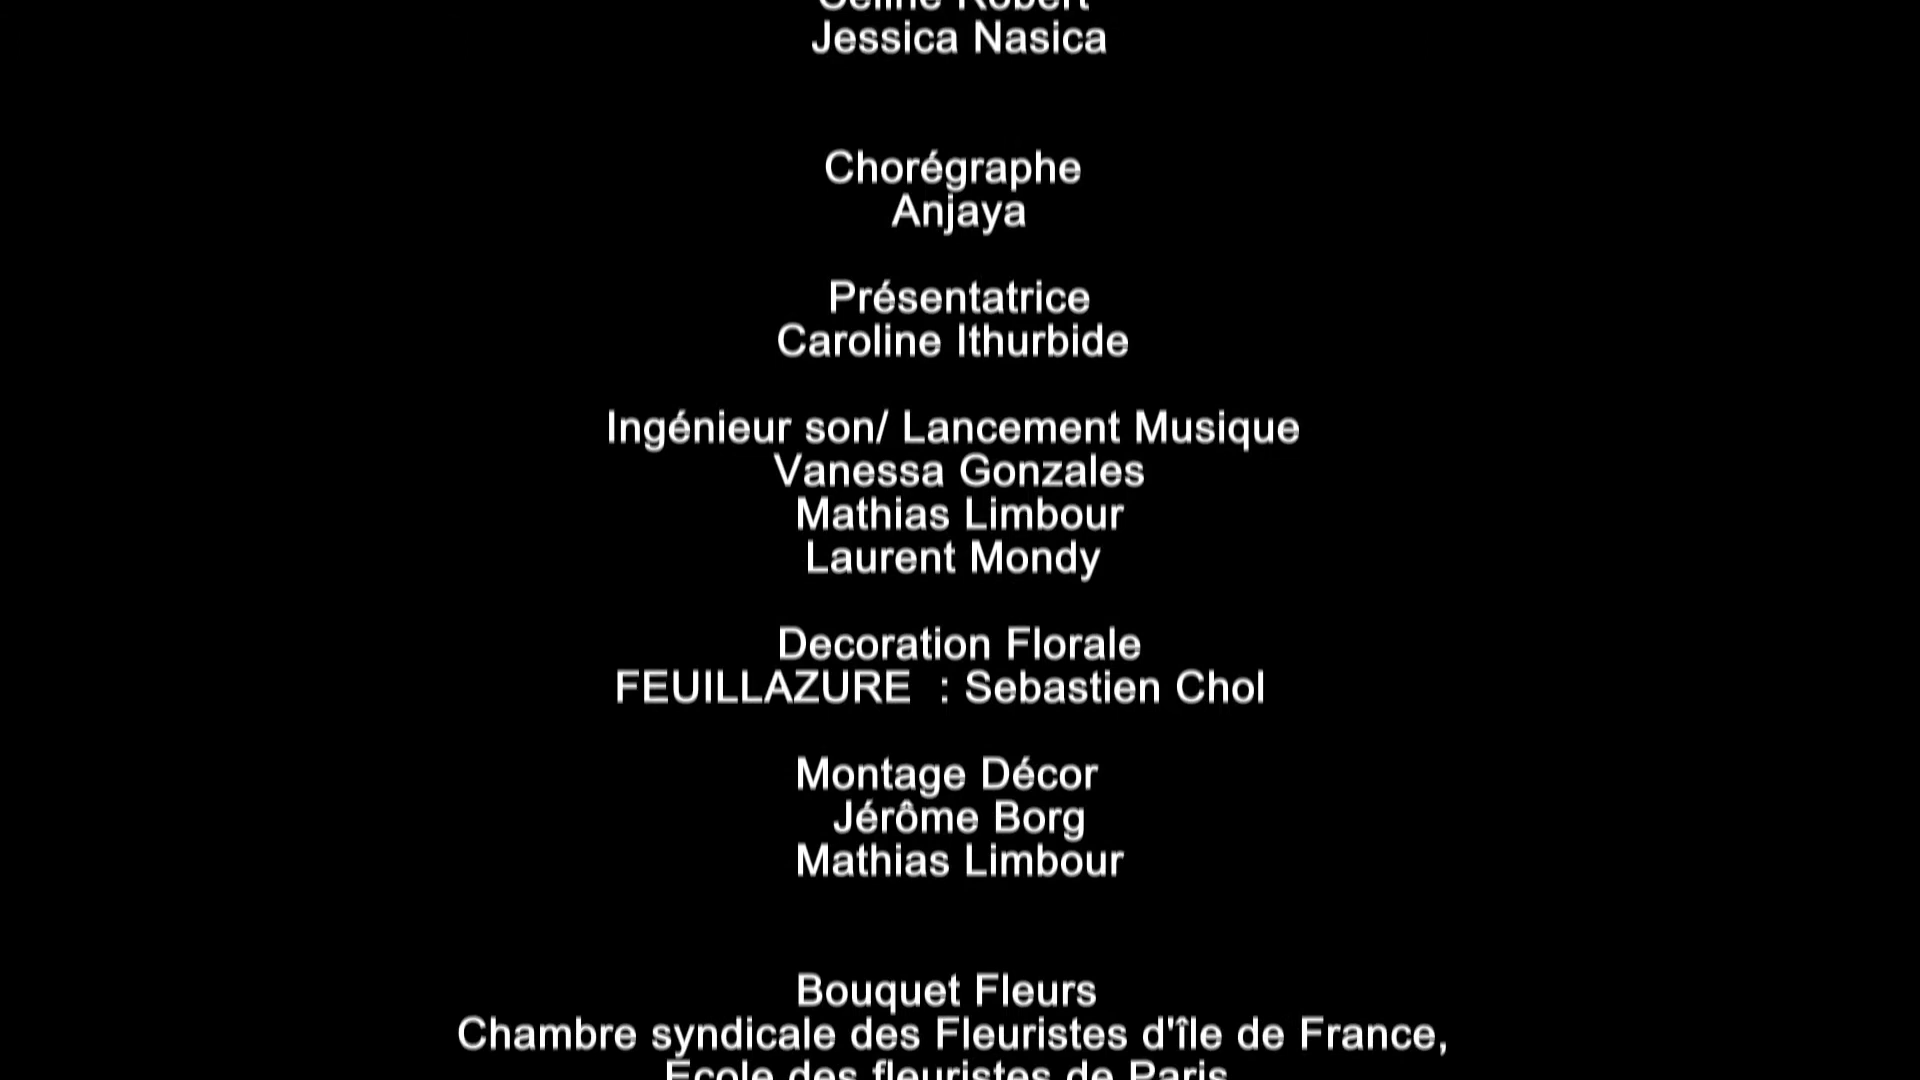 Céline Robert
Jessica Nasica
Chorégraphe
Anjaya
Présentatrice
Caroline Ithurbide
Ingénieur son/ Lancement Musique
Vanessa Gonzales
Mathias Limbour
Laurent Mondy
Decoration Florale
FEUILLAZURE : Sebastien Chol
Montage Décor
Jérôme Borg
Mathias Limbour
Bouquet Fleurs
Chambre syndicale des Fleuristes d'île de France,
Ecole des fleuristes de Paris